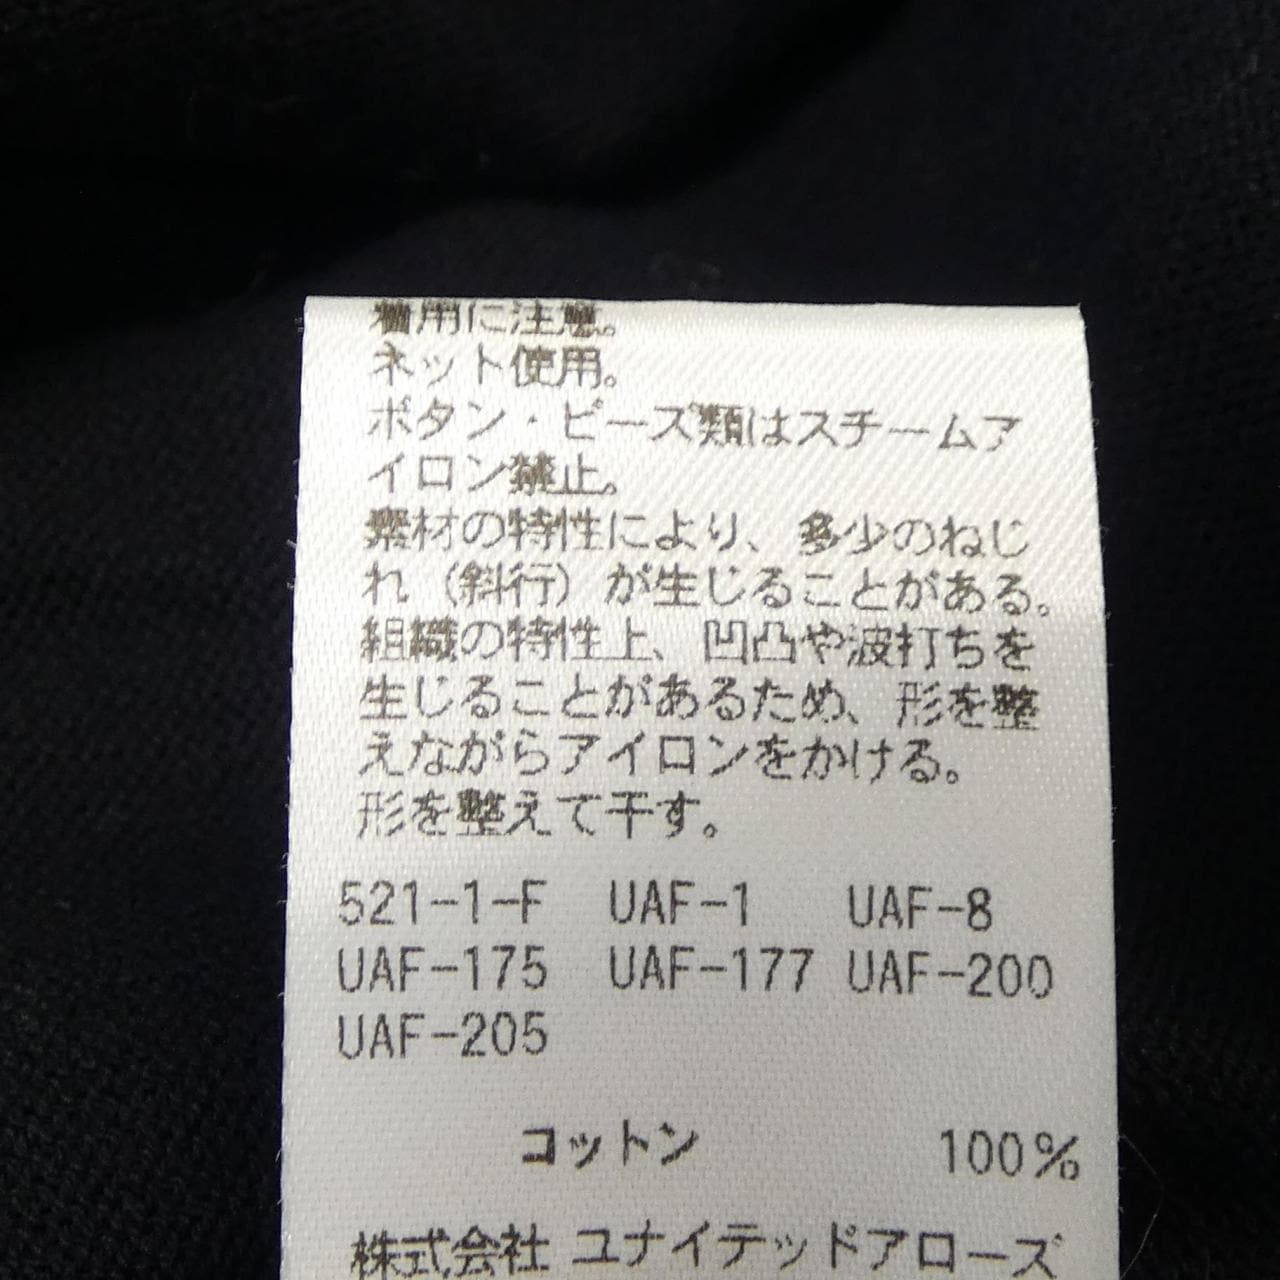 着用に注意。
ネット使用。
ボタン・ビーズ類はスチームア
イロン禁止。
素材の特性により、多少のねじ
れ（斜行）が生じることがある。
組織の特性上、凹凸や波打ちを
生じることがあるため、形を整
えながらアイロンをかける。
形を整えて干す。
521-1-F UAF-1 UAF-8
UAF-175 UAF-177 UAF-200
UAF-205
コットン 100%
株式会社 ユナイテッドアローズ